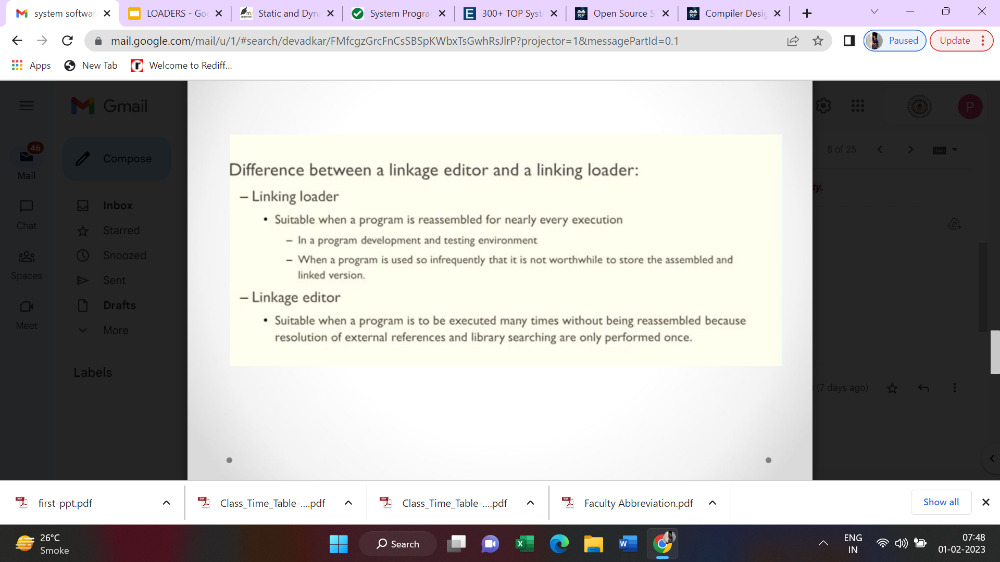 system softwar
LOADERS - Goo
Static and Dyna
System Program
300+ TOP Syst
Open Source S
Compiler Desig
mail.google.com/mail/u/1/#search/devadkar/FMfcgzGrcFnCsSBSpKWbxTsGwhRsJlrP?projector=1&messagePartId=0.1
Paused
Update
Apps
New Tab
Welcome to Rediff...
Gmail
P
46
Mail
Compose
8 of 25
Chat
Inbox
Starred
Snoozed
Spaces
Sent
Drafts
Meet
More
Labels
ty.
(7 days ago)
Difference between a linkage editor and a linking loader:
– Linking loader
• Suitable when a program is reassembled for nearly every execution
– In a program development and testing environment
– When a program is used so infrequently that it is not worthwhile to store the assembled and
linked version.
– Linkage editor
• Suitable when a program is to be executed many times without being reassembled because
resolution of external references and library searching are only performed once.
first-ppt.pdf
Class_Time_Table-....pdf
Class_Time_Table-....pdf
Faculty Abbreviation.pdf
Show all
26°C
Smoke
Search
ENG
IN
07:48
01-02-2023